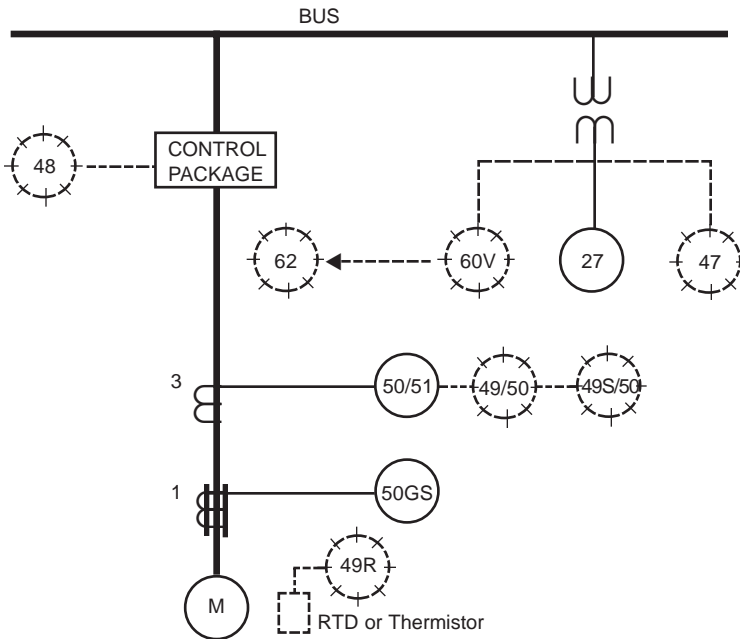 BUS
CONTROL
PACKAGE
48
62
60V
27
47
3
50/51
49/50
49S/50
1
50GS
49R
M
RTD or Thermistor